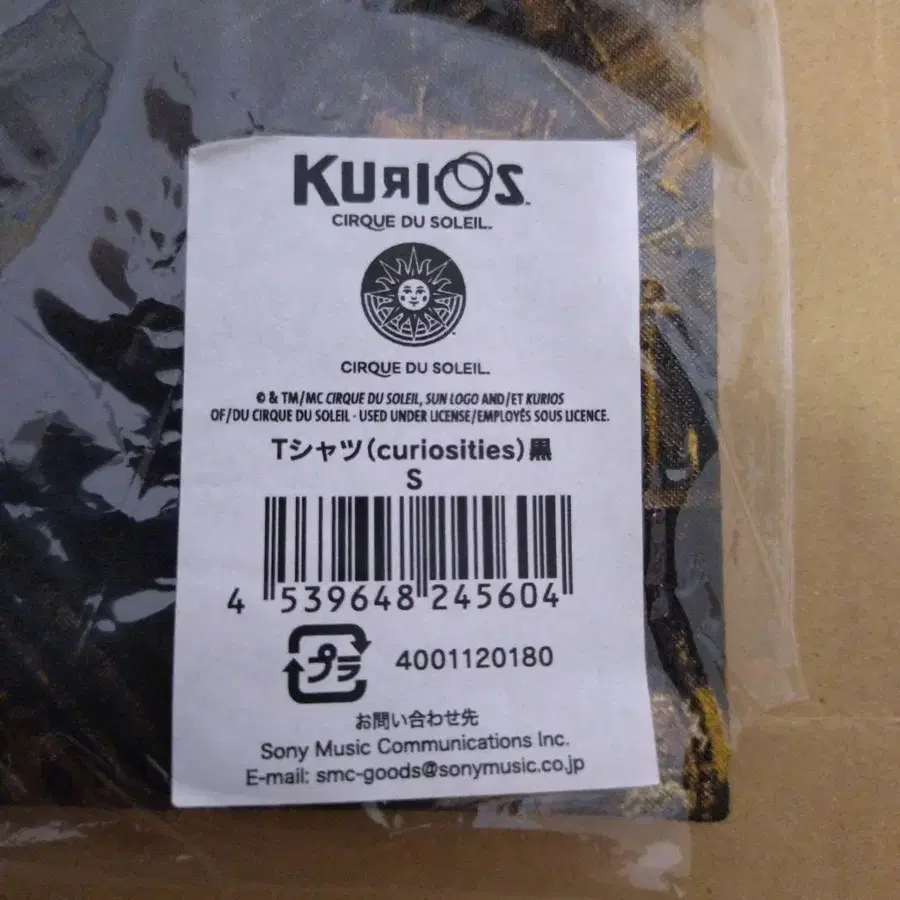 KURIOS™
CIRQUE DU SOLEIL.
CIRQUE DU SOLEIL.
© & TM/MC CIRQUE DU SOLEIL, SUN LOGO AND/ET KURIOS
OF/DU CIRQUE DU SOLEIL · USED UNDER LICENSE/EMPLOYÉS SOUS LICENCE.
Tシャツ(curiosities)黒
S
4 539648 245604
プラ 4001120180
お問い合わせ先
Sony Music Communications Inc.
E-mail: smc-goods@sonymusic.co.jp